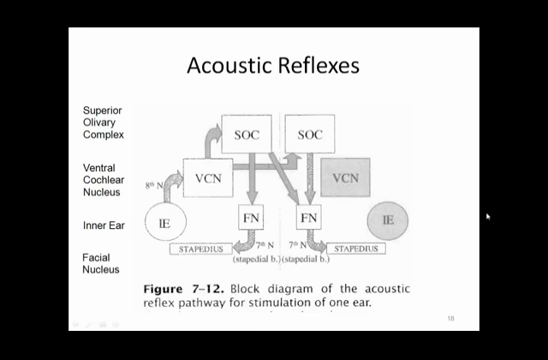 Acoustic Reflexes
Superior
Olivary
Complex
SOC
SOC
Ventral
Cochlear
Nucleus
8th N
VCN
VCN
Inner Ear
IE
FN
FN
IE
STAPEDIUS
7th N
7th N
STAPEDIUS
(stapedial b.)
(stapedial b.)
Facial
Nucleus
Figure 7–12. Block diagram of the acoustic
reflex pathway for stimulation of one ear.
18